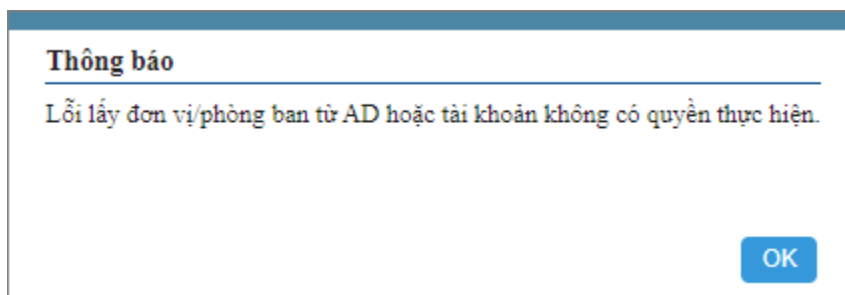 Thông báo
Lỗi lấy đơn vị/phòng ban từ AD hoặc tài khoản không có quyền thực hiện.
OK